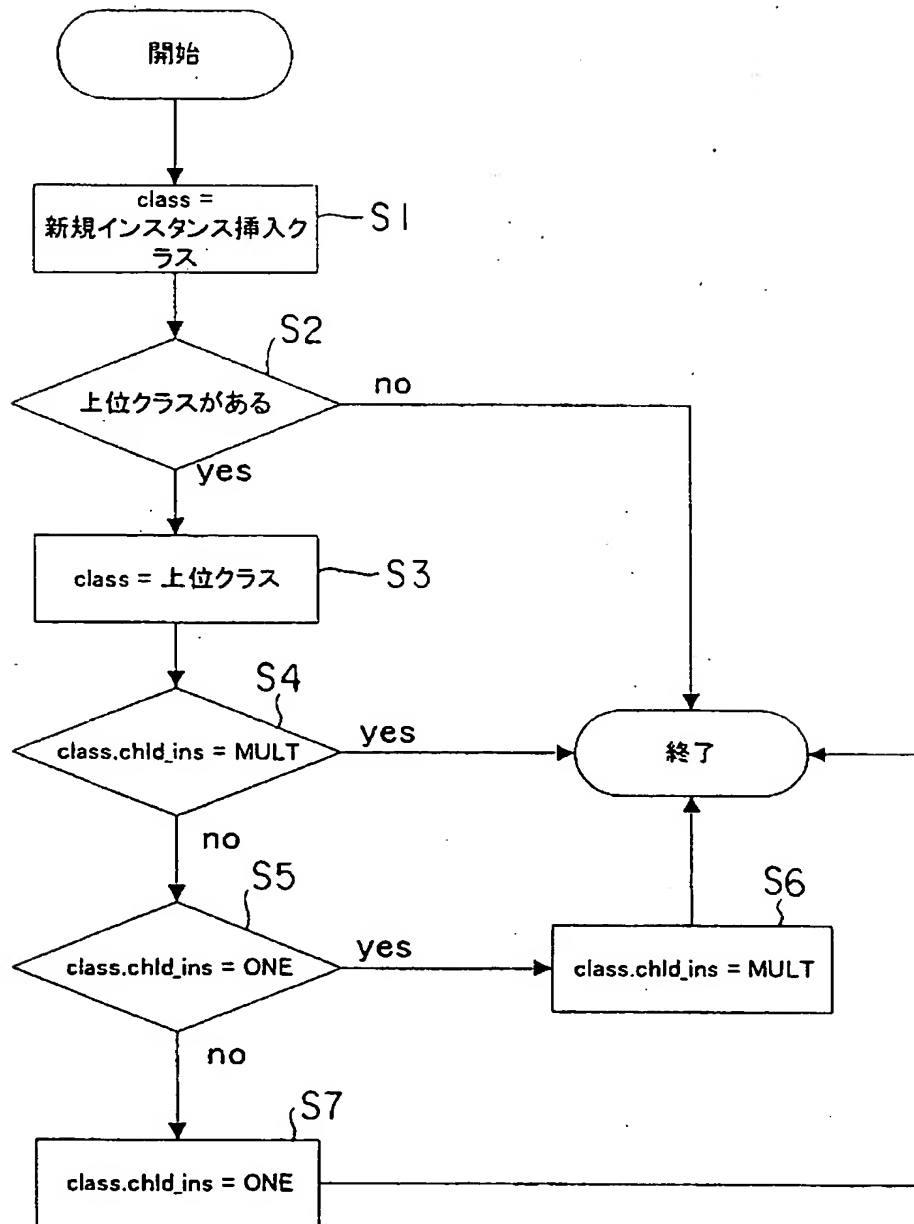 開始
class =
新規インスタンス挿入ク
ラス
S1
S2
上位クラスがある
no
yes
class = 上位クラス
S3
S4
class.chld_ins = MULT
yes
終了
no
S5
class.chld_ins = ONE
yes
S6
class.chld_ins = MULT
no
S7
class.chld_ins = ONE